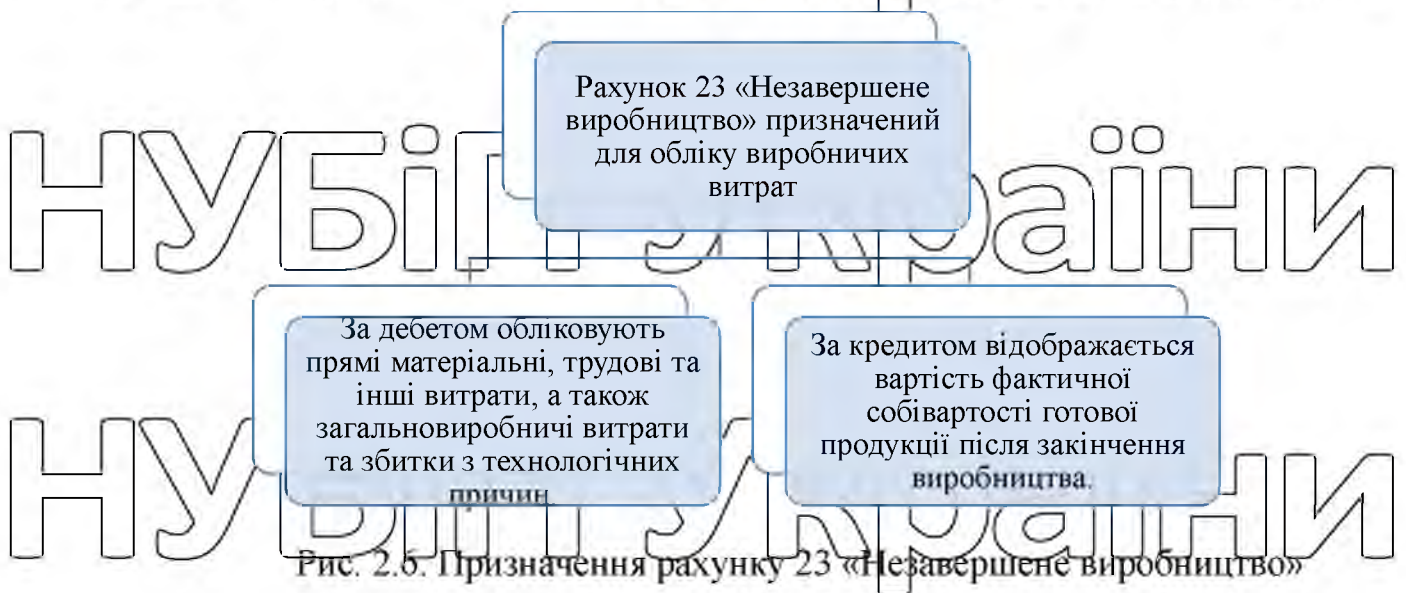 Рахунок 23 «Незавершене
виробництво» призначений
для обліку виробничих
витрат
НУБіП України
За дебетом обліковують
прямі матеріальні, трудові та
інші витрати, а також
загальновиробничі витрати
та збитки з технологічних
причин
За кредитом відображається
вартість фактичної
собівартості готової
продукції після закінчення
виробництва.
НУБіП України
Рис. 2.6. Призначення рахунку 23 «Незавершене виробництво»